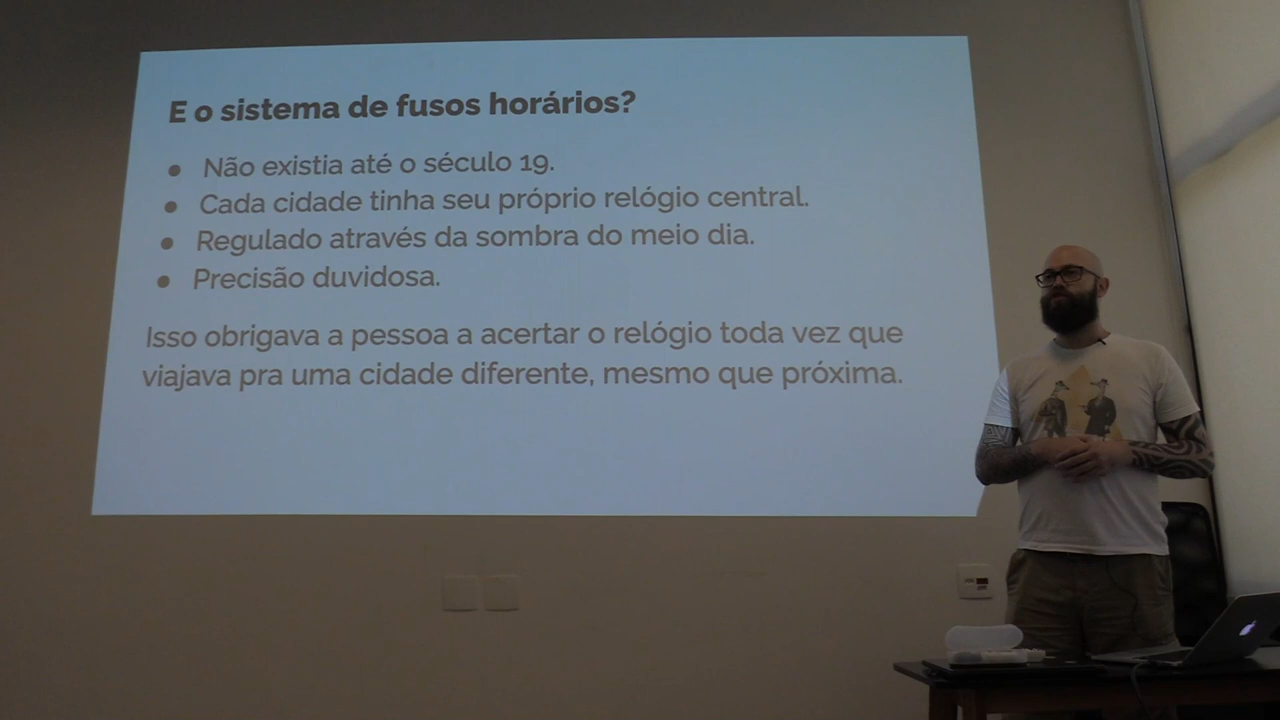 E o sistema de fusos horários?
● Não existia até o século 19.
● Cada cidade tinha seu próprio relógio central.
● Regulado através da sombra do meio dia.
● Precisão duvidosa.
Isso obrigava a pessoa a acertar o relógio toda vez que
viajava pra uma cidade diferente, mesmo que próxima.